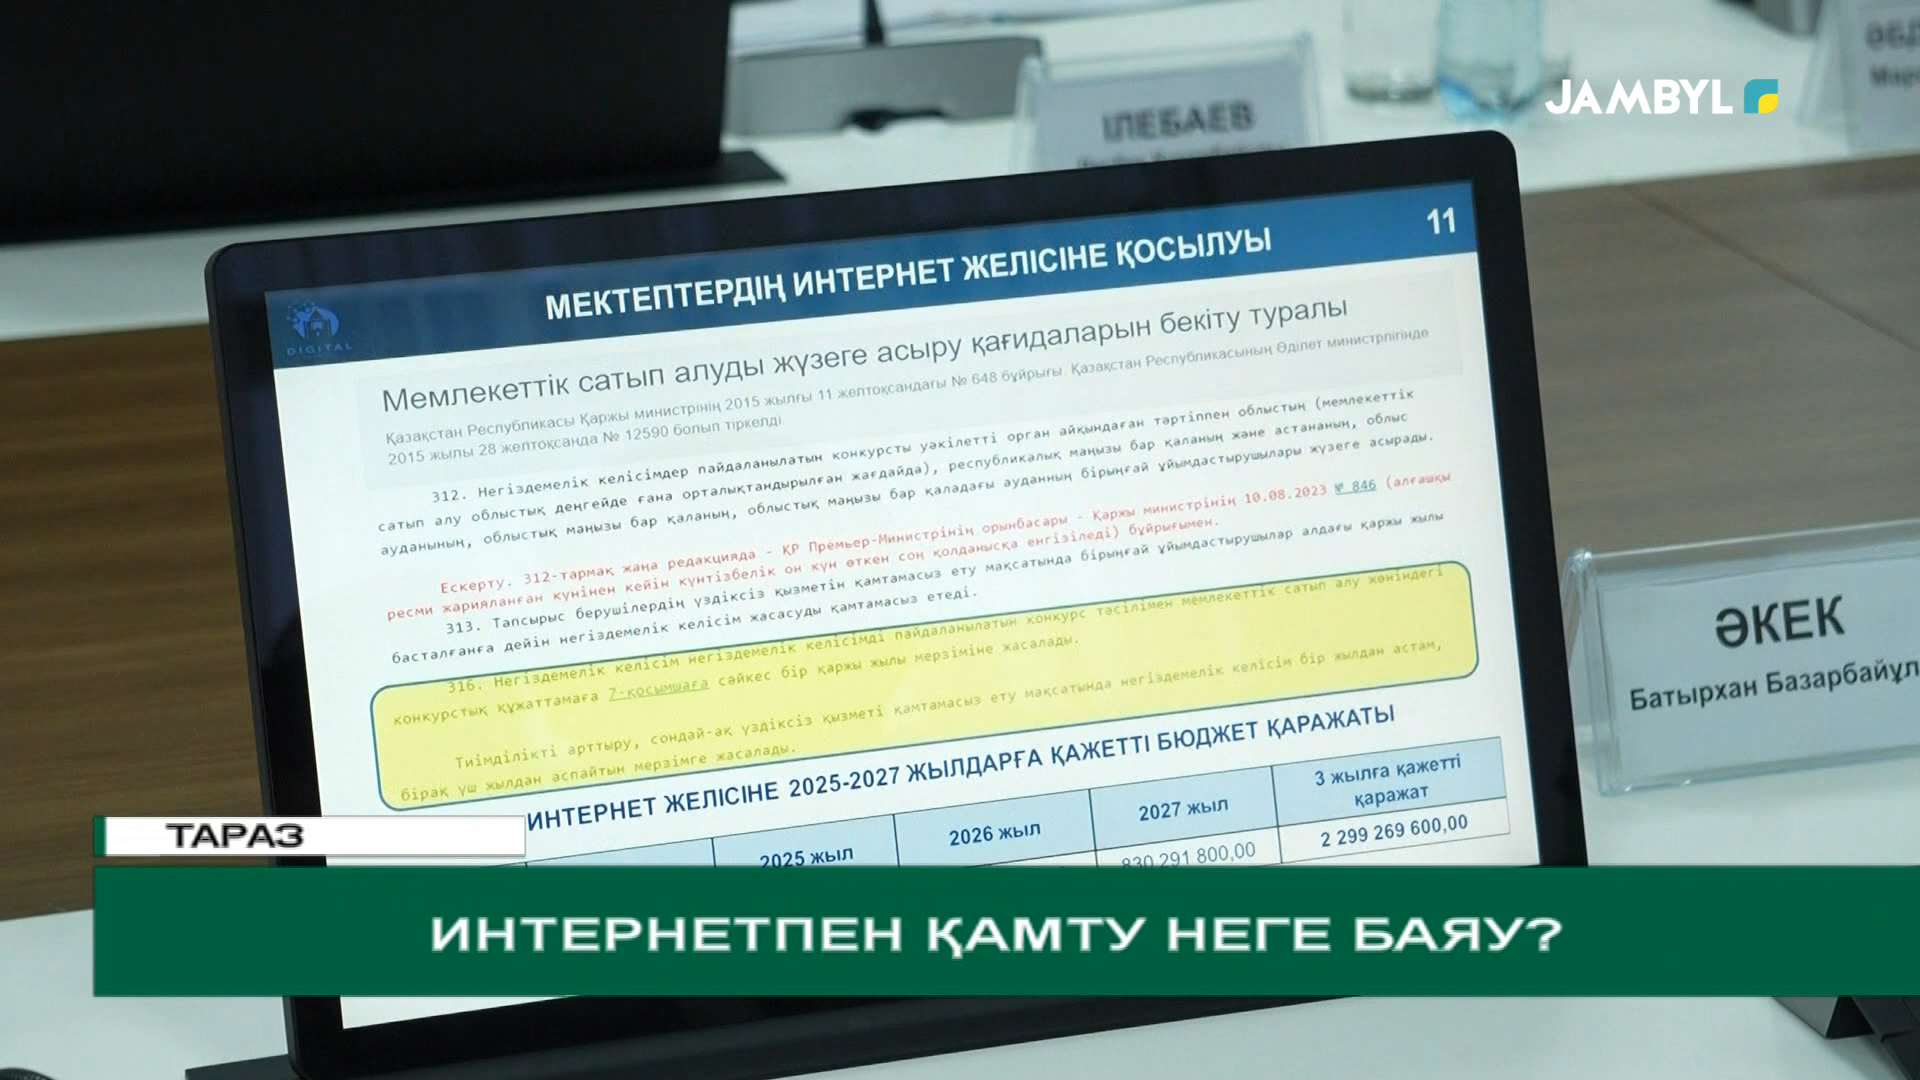 JAMBYL
ӘБД
ІЛЕБАЕВ
11
МЕКТЕПТЕРДІҢ ИНТЕРНЕТ ЖЕЛІСІНЕ ҚОСЫЛУЫ
DIGITAL
Мемлекеттік сатып алуды жүзеге асыру қағидаларын бекіту туралы
Қазақстан Республикасы Қаржы министрінің 2015 жылғы 11 желтоқсандағы № 648 бұйрығы. Қазақстан Республикасының Әділет министрлігінде
2015 жылы 28 желтоқсанда № 12590 болып тіркелді
312. Негіздемелік келісімдер пайдаланылатын конкурсты уәкілетті орган айқындаған тәртіппен облыстың (мемлекеттік
сатып алу облыстық деңгейде ғана орталықтандырылған жағдайда), республикалық маңызы бар қаланың және астананың, облыс
ауданының, облыстық маңызы бар қаланың, облыстық маңызы бар қаладағы ауданның бірыңғай ұйымдастырушылары жүзеге асырады.
Ескерту. 312-тармақ жаңа редакцияда - ҚР Премьер-Министрінің орынбасары - Қаржы министрінің 10.08.2023 № 846 (алғашқы
ресми жарияланған күнінен кейін күнтізбелік он күн өткен соң қолданысқа енгізіледі) бұйрығымен.
313. Тапсырыс берушілердің үздіксіз қызметін қамтамасыз ету мақсатында бірыңғай ұйымдастырушылар алдағы қаржы жылы
басталғанға дейін негіздемелік келісім жасасуды қамтамасыз етеді.
316. Негіздемелік келісім негіздемелік келісімді пайдаланылатын конкурс тәсілімен мемлекеттік сатып алу жөніндегі
конкурстық құжаттамаға 7-қосымшаға сәйкес бір қаржы жылы мерзіміне жасалады.
Тиімділікті арттыру, сондай-ақ үздіксіз қызметі қамтамасыз ету мақсатында негіздемелік келісім бір жылдан астам,
бірақ үш жылдан аспайтын мерзімге жасалады.
ИНТЕРНЕТ ЖЕЛІСІНЕ 2025-2027 ЖЫЛДАРҒА ҚАЖЕТТІ БЮДЖЕТ ҚАРАЖАТЫ
2025 жыл 2026 жыл 2027 жыл 3 жылға қажетті
қаражат
830 291 800,00 2 299 269 600,00
ӘКЕК
Батырхан Базарбайұл
ТАРАЗ
ИНТЕРНЕТПЕН ҚАМТУ НЕГЕ БАЯУ?